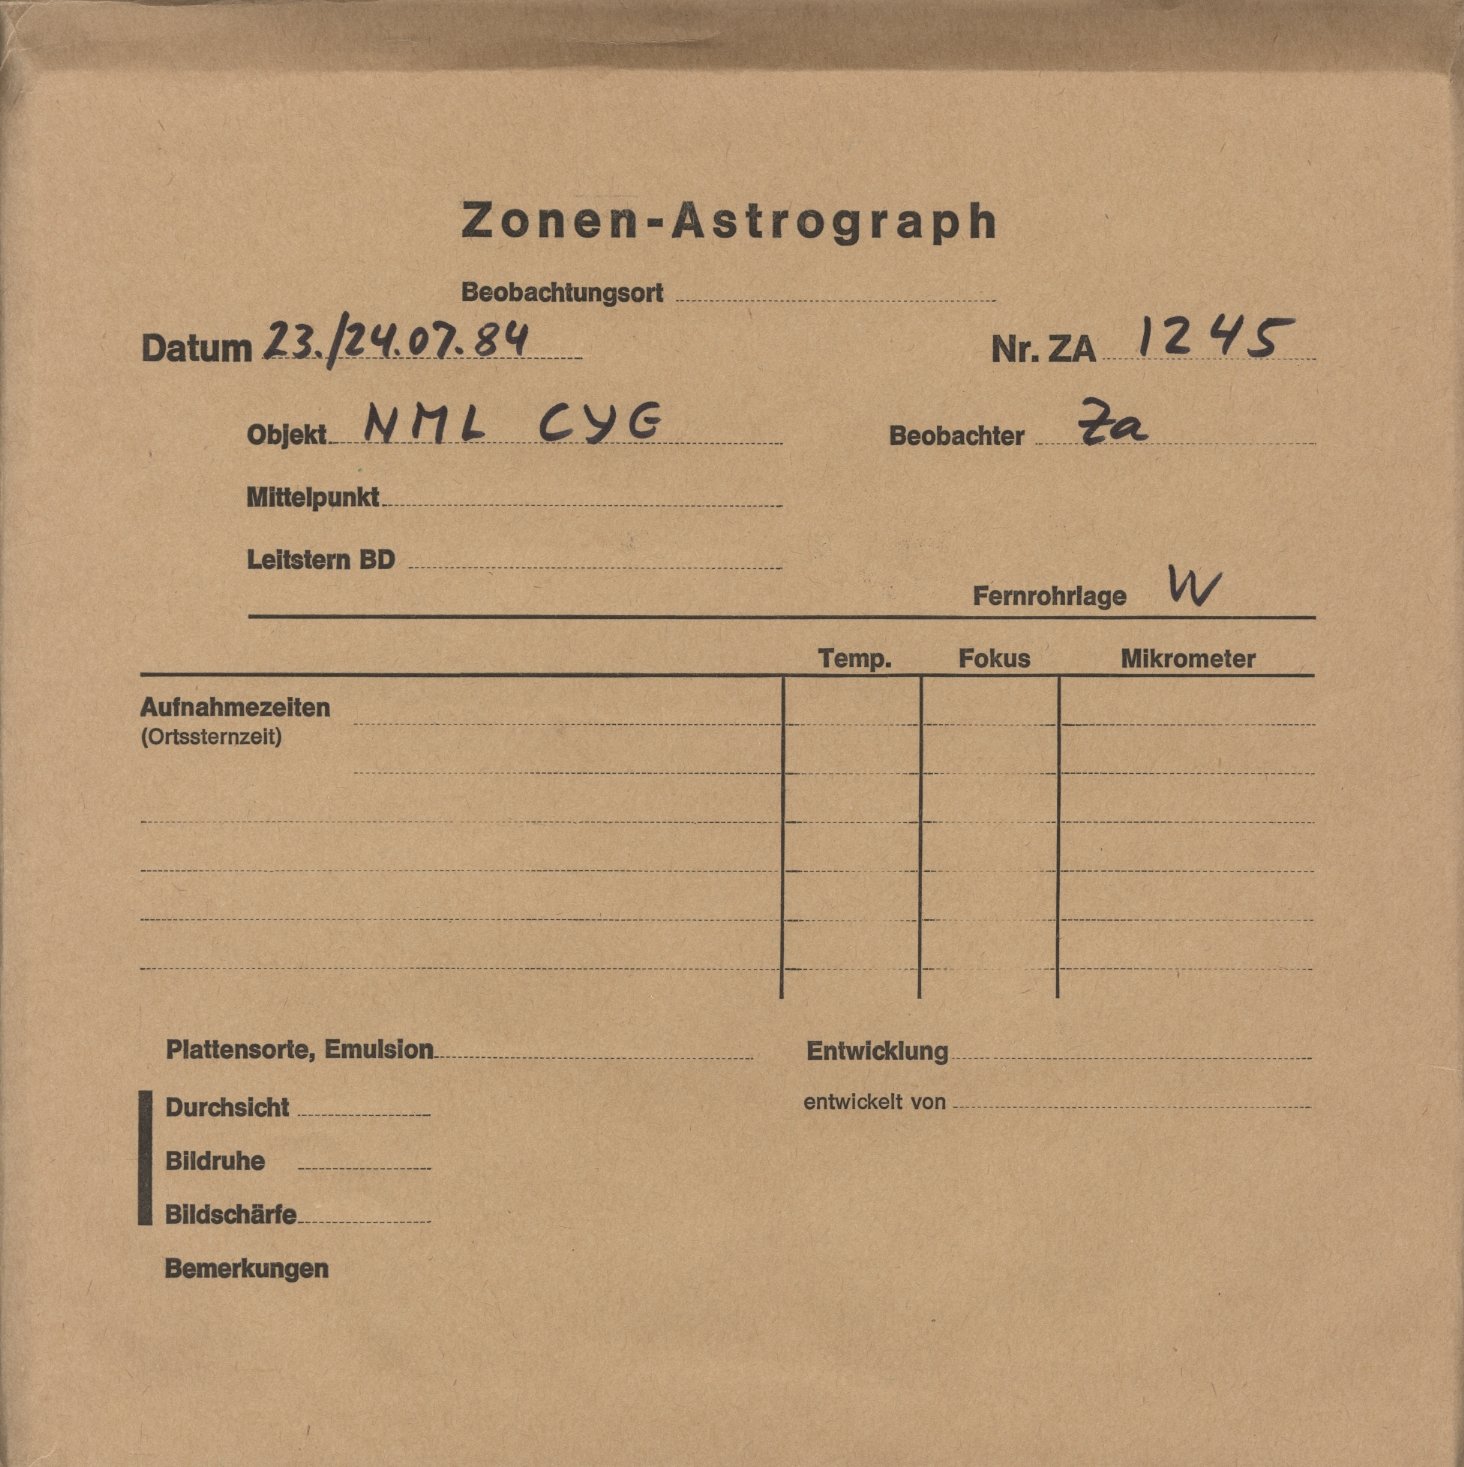 Zonen-Astrograph
Beobachtungsort
Datum 23./24.07.84 Nr. ZA 1245
Objekt NML CYG Beobachter Za
Mittelpunkt
Leitstern BD
Fernrohrlage W
Temp. Fokus Mikrometer
Aufnahmezeiten
(Ortssternzeit)
Plattensorte, Emulsion Entwicklung
Durchsicht entwickelt von
Bildruhe
Bildschärfe
Bemerkungen